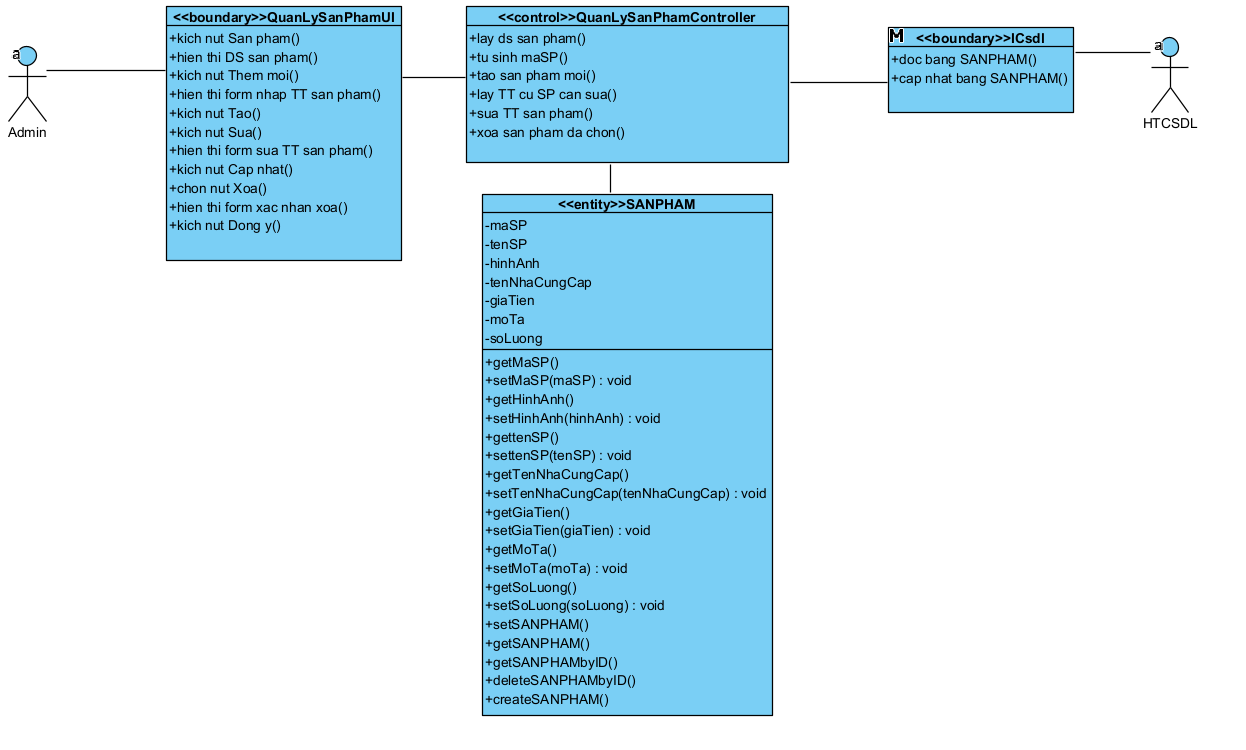 <<boundary>>QuanLySanPhamUI
+kich nut San pham()
+hien thi DS san pham()
+kich nut Them moi()
+hien thi form nhap TT san pham()
+kich nut Tao()
+kich nut Sua()
+hien thi form sua TT san pham()
+kich nut Cap nhat()
+chon nut Xoa()
+hien thi form xac nhan xoa()
+kich nut Dong y()
a
Admin
<<control>>QuanLySanPhamController
+lay ds san pham()
+tu sinh maSP()
+tao san pham moi()
+lay TT cu SP can sua()
+sua TT san pham()
+xoa san pham da chon()
M
<<boundary>>ICsdl
+doc bang SANPHAM()
+cap nhat bang SANPHAM()
a
HTCSDL
<<entity>>SANPHAM
-maSP
-tenSP
-hinhAnh
-tenNhaCungCap
-giaTien
-moTa
-soLuong
+getMaSP()
+setMaSP(maSP) : void
+getHinhAnh()
+setHinhAnh(hinhAnh) : void
+gettenSP()
+settenSP(tenSP) : void
+getTenNhaCungCap()
+setTenNhaCungCap(tenNhaCungCap) : void
+getGiaTien()
+setGiaTien(giaTien) : void
+getMoTa()
+setMoTa(moTa) : void
+getSoLuong()
+setSoLuong(soLuong) : void
+setSANPHAM()
+getSANPHAM()
+getSANPHAMbyID()
+deleteSANPHAMbyID()
+createSANPHAM()